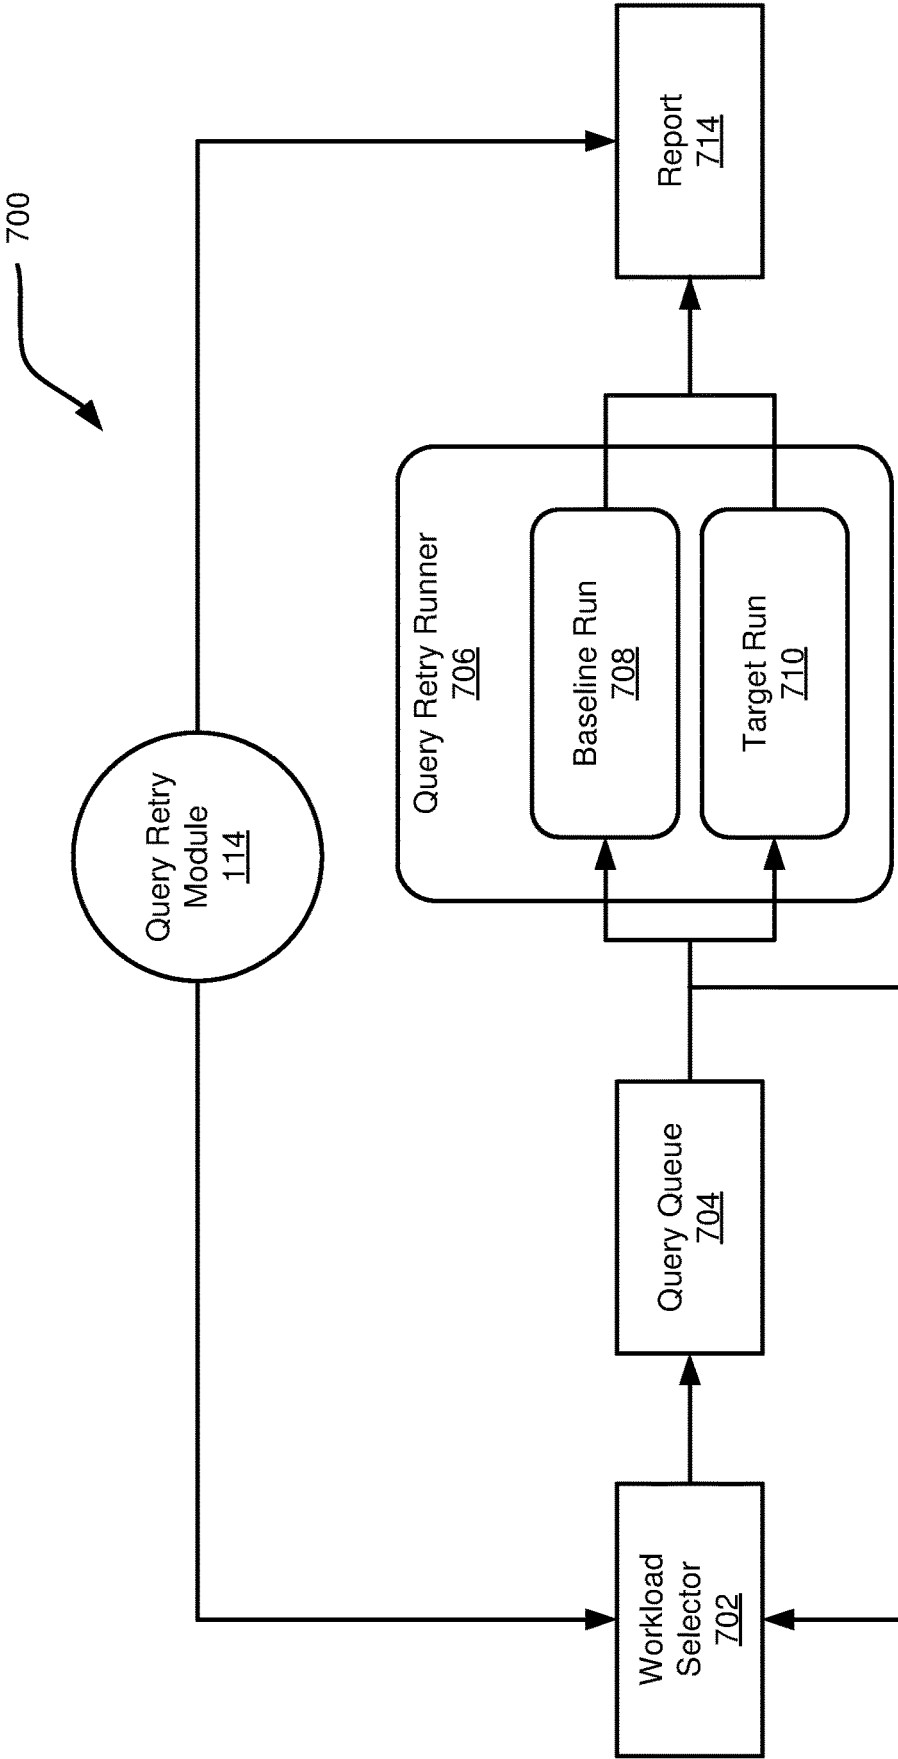 700
Query Retry
Module
114
Query Retry Runner
706
Workload
Selector
702
Query Queue
704
Baseline Run
708
Target Run
710
Report
714